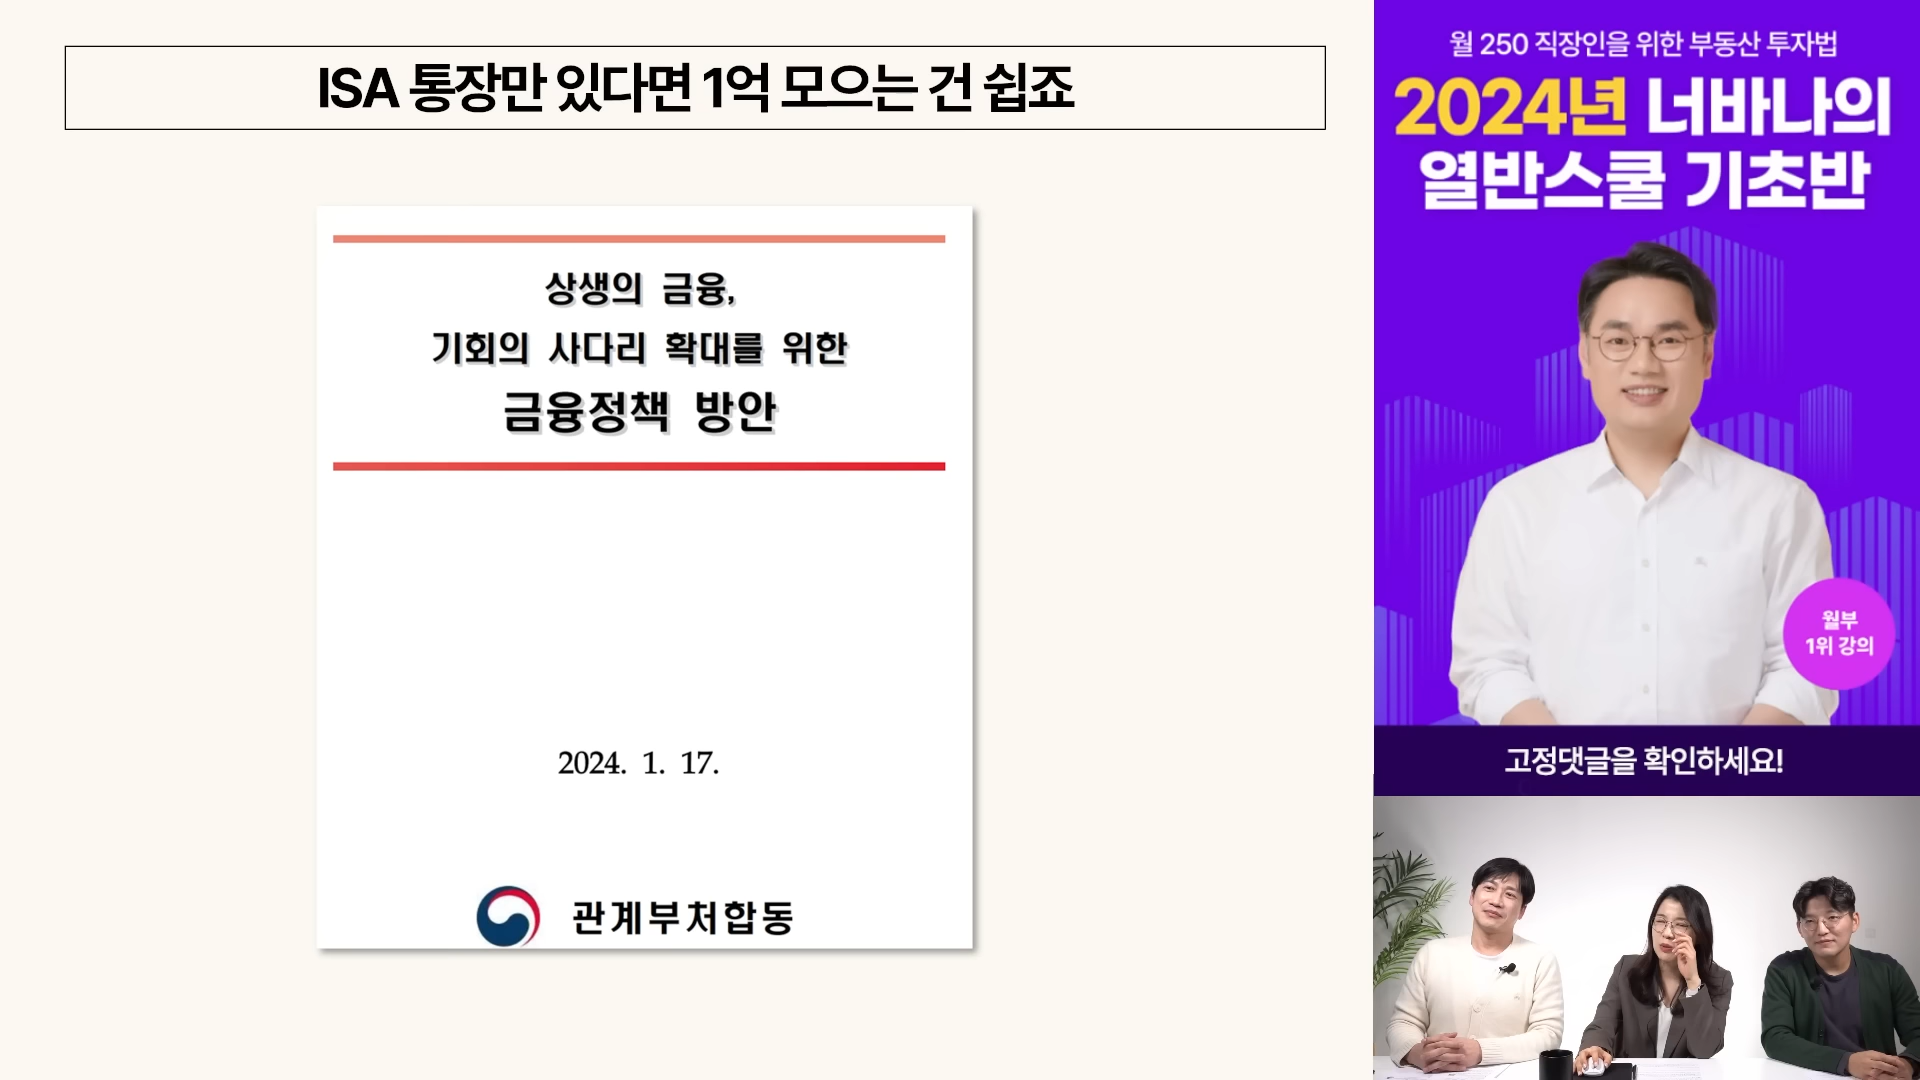 ISA 통장만 있다면 1억 모으는 건 쉽죠
상생의 금융,
기회의 사다리 확대를 위한
금융정책 방안
2024. 1. 17.
관계부처합동
월 250 직장인을 위한 부동산 투자법
2024년 너바나의
열반스쿨 기초반
월부
1위 강의
고정댓글을 확인하세요!